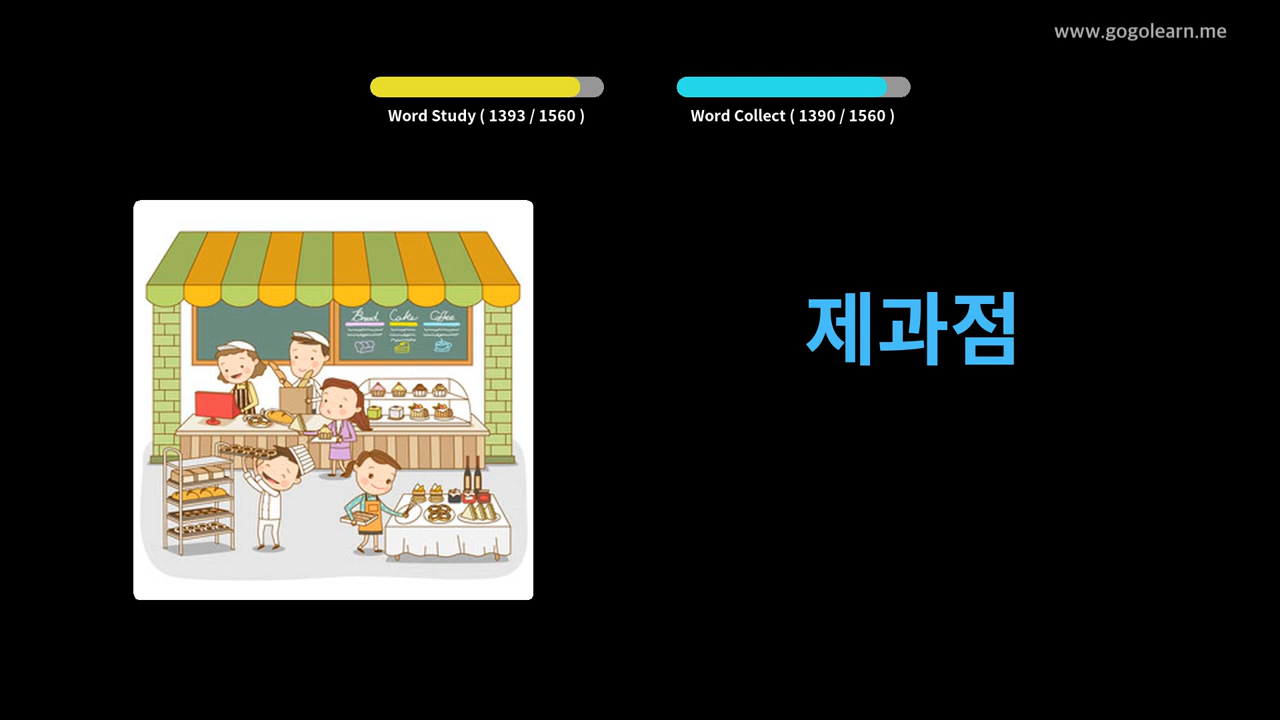 www.gogolearn.me
Word Study ( 1393 / 1560 )
Word Collect ( 1390 / 1560 )
제과점
Bread Cake Coffee